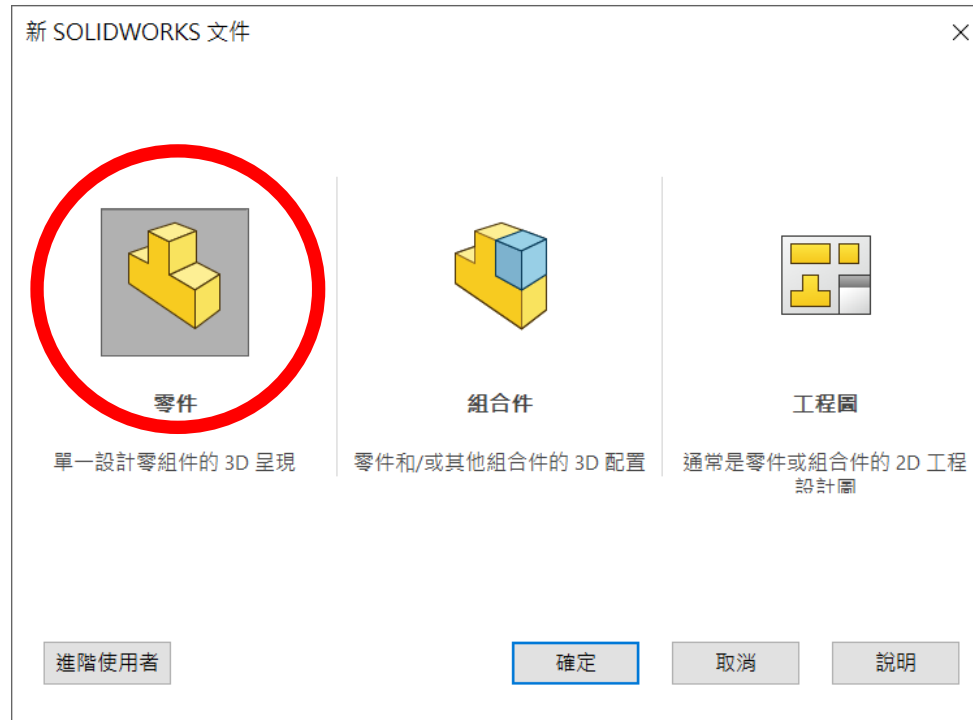 新 SOLIDWORKS 文件
零件
單一設計零組件的 3D 呈現
組合件
零件和/或其他組合件的 3D 配置
工程圖
通常是零件或組合件的 2D 工程
設計圖
進階使用者
確定
取消
說明